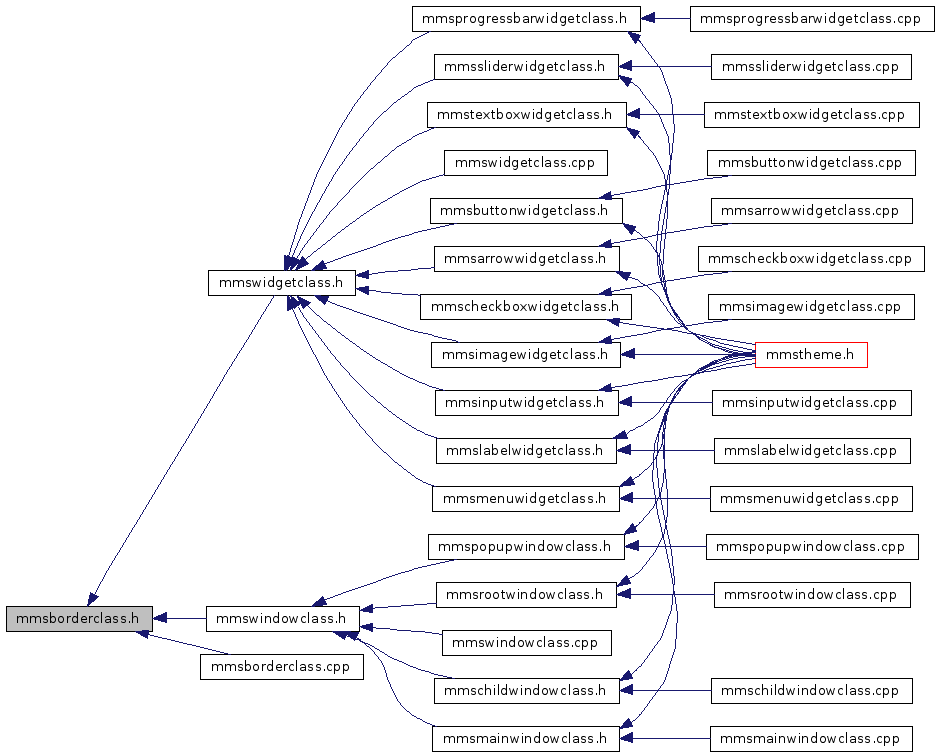 mmsprogressbarwidgetclass.h
mmsprogressbarwidgetclass.cpp
mmssliderwidgetclass.h
mmssliderwidgetclass.cpp
mmstextboxwidgetclass.h
mmstextboxwidgetclass.cpp
mmswidgetclass.cpp
mmsbuttonwidgetclass.cpp
mmsbuttonwidgetclass.h
mmsarrowwidgetclass.cpp
mmsarrowwidgetclass.h
mmscheckboxwidgetclass.cpp
mmswidgetclass.h
mmscheckboxwidgetclass.h
mmsimagewidgetclass.cpp
mmsimagewidgetclass.h
mmstheme.h
mmsinputwidgetclass.h
mmsinputwidgetclass.cpp
mmslabelwidgetclass.h
mmslabelwidgetclass.cpp
mmsmenuwidgetclass.h
mmsmenuwidgetclass.cpp
mmspopupwindowclass.h
mmspopupwindowclass.cpp
mmsrootwindowclass.h
mmsrootwindowclass.cpp
mmsborderclass.h
mmswindowclass.h
mmswindowclass.cpp
mmsborderclass.cpp
mmschildwindowclass.h
mmschildwindowclass.cpp
mmsmainwindowclass.h
mmsmainwindowclass.cpp